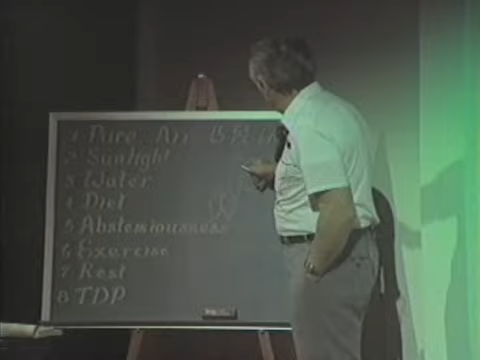 1 Pure Air
2 Sunlight
3 Water
4 Diet
5 Abstemiousness
6 Exercise
7 Rest
8 TDP